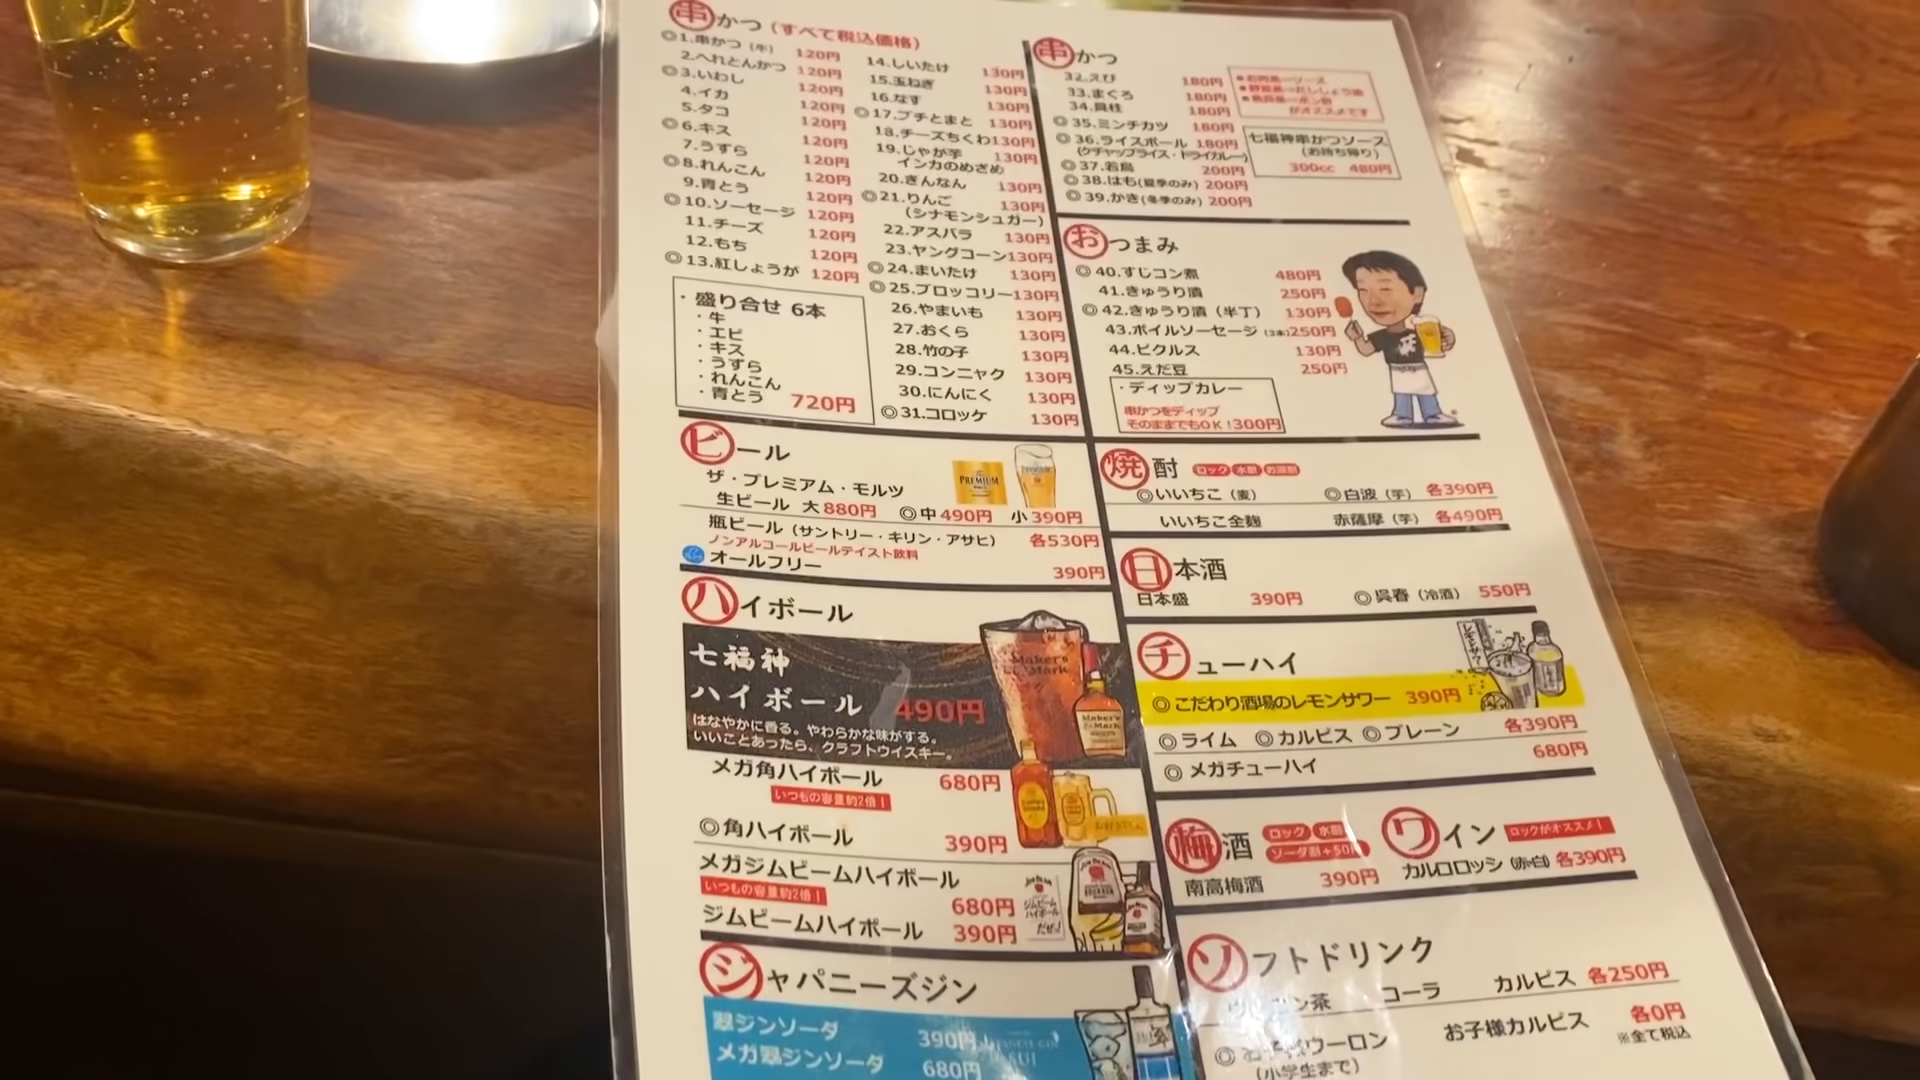 串かつ（すべて税込価格）
◎1.串かつ（牛） 120円
2.へれとんかつ 120円
◎3.いわし 120円
4.イカ 120円
5.タコ 120円
◎6.キス 120円
7.うずら 120円
◎8.れんこん 120円
9.青とう 120円
◎10.ソーセージ 120円
11.チーズ 120円
12.もち 120円
◎13.紅しょうが 120円
14.しいたけ 130円
15.玉ねぎ 130円
16.なす 130円
◎17.プチとまと 130円
18.チーズちくわ 130円
19.じゃが芋 130円
インカのめざめ
20.ぎんなん 130円
◎21.りんご 130円
（シナモンシュガー）
22.アスパラ 130円
23.ヤングコーン 130円
◎24.まいたけ 130円
◎25.ブロッコリー 130円
26.やまいも 130円
27.おくら 130円
28.竹の子 130円
29.コンニャク 130円
30.にんにく 130円
◎31.コロッケ 130円
・盛り合せ 6本
・牛
・エビ
・キス
・うずら
・れんこん
・青とう 720円
ビール
ザ・プレミアム・モルツ
生ビール 大880円 ◎中490円 小390円
瓶ビール（サントリー・キリン・アサヒ） 各530円
ノンアルコールビールテイスト飲料
オールフリー 390円
PREMIUM
ハイボール
七福神
ハイボール 490円
はなやかに香る。やわらかな味がする。
いいことあったら、クラフトウイスキー。
Maker's
Mark
メガ角ハイボール 680円
いつもの容量約2倍！
◎角ハイボール 390円
メガジムビームハイボール
いつもの容量約2倍！ 680円
ジムビームハイボール 390円
ジムビーム
ハイボール
だぜっ!
ジャパニーズジン
翠ジンソーダ 390円
メガ翠ジンソーダ 680円
串かつ
32.えび 180円
33.まぐろ 180円
34.貝柱 180円
◎35.ミンチカツ 180円
◎36.ライスボール 180円
(ケチャップライス・ドライカレー)
◎37.若鳥 200円
◎38.はも(夏季のみ) 200円
◎39.かき(冬季のみ) 200円
がオススメです
七福神串かつソース
(お持ち帰り)
300cc 480円
おつまみ
◎40.すじコン煮 480円
41.きゅうり漬 250円
◎42.きゅうり漬（半丁） 130円
43.ボイルソーセージ（3本） 250円
44.ピクルス 130円
45.えだ豆 250円
・ディップカレー
串かつをディップ
そのままでもOK！300円
焼酎 ロック 水割 お湯割
◎いいちこ（麦） ◎白波（芋） 各390円
いいちこ全麹 赤薩摩（芋） 各490円
日本酒
日本盛 390円 ◎呉春（冷酒） 550円
チューハイ
◎こだわり酒場のレモンサワー 390円
◎ライム ◎カルピス ◎プレーン 各390円
◎メガチューハイ 680円
梅酒 ロック 水割
ソーダ割+50円
南高梅酒 390円
ワイン ロックがオススメ！
カルロロッシ（赤・白） 各390円
ソフトドリンク
コーラ カルピス 各250円
お子様カルピス 各0円
※全て税込
(小学生まで)